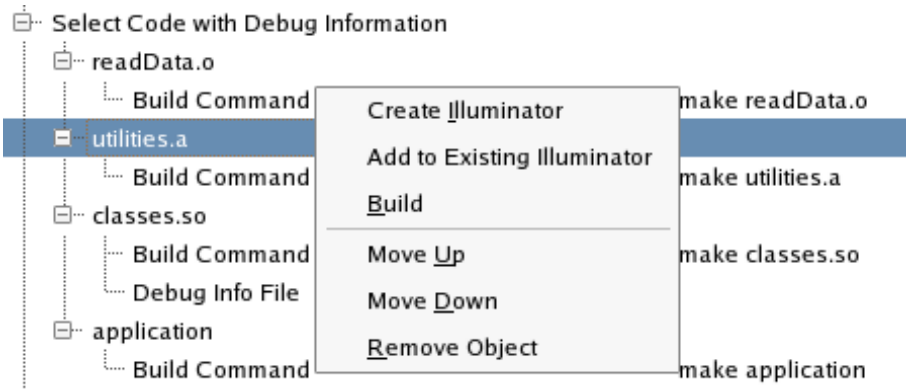 Select Code with Debug Information
readData.o
Build Command make readData.o
utilities.a
Build Command make utilities.a
classes.so
Build Command make classes.so
Debug Info File
application
Build Command make application
Create Illuminator
Add to Existing Illuminator
Build
Move Up
Move Down
Remove Object